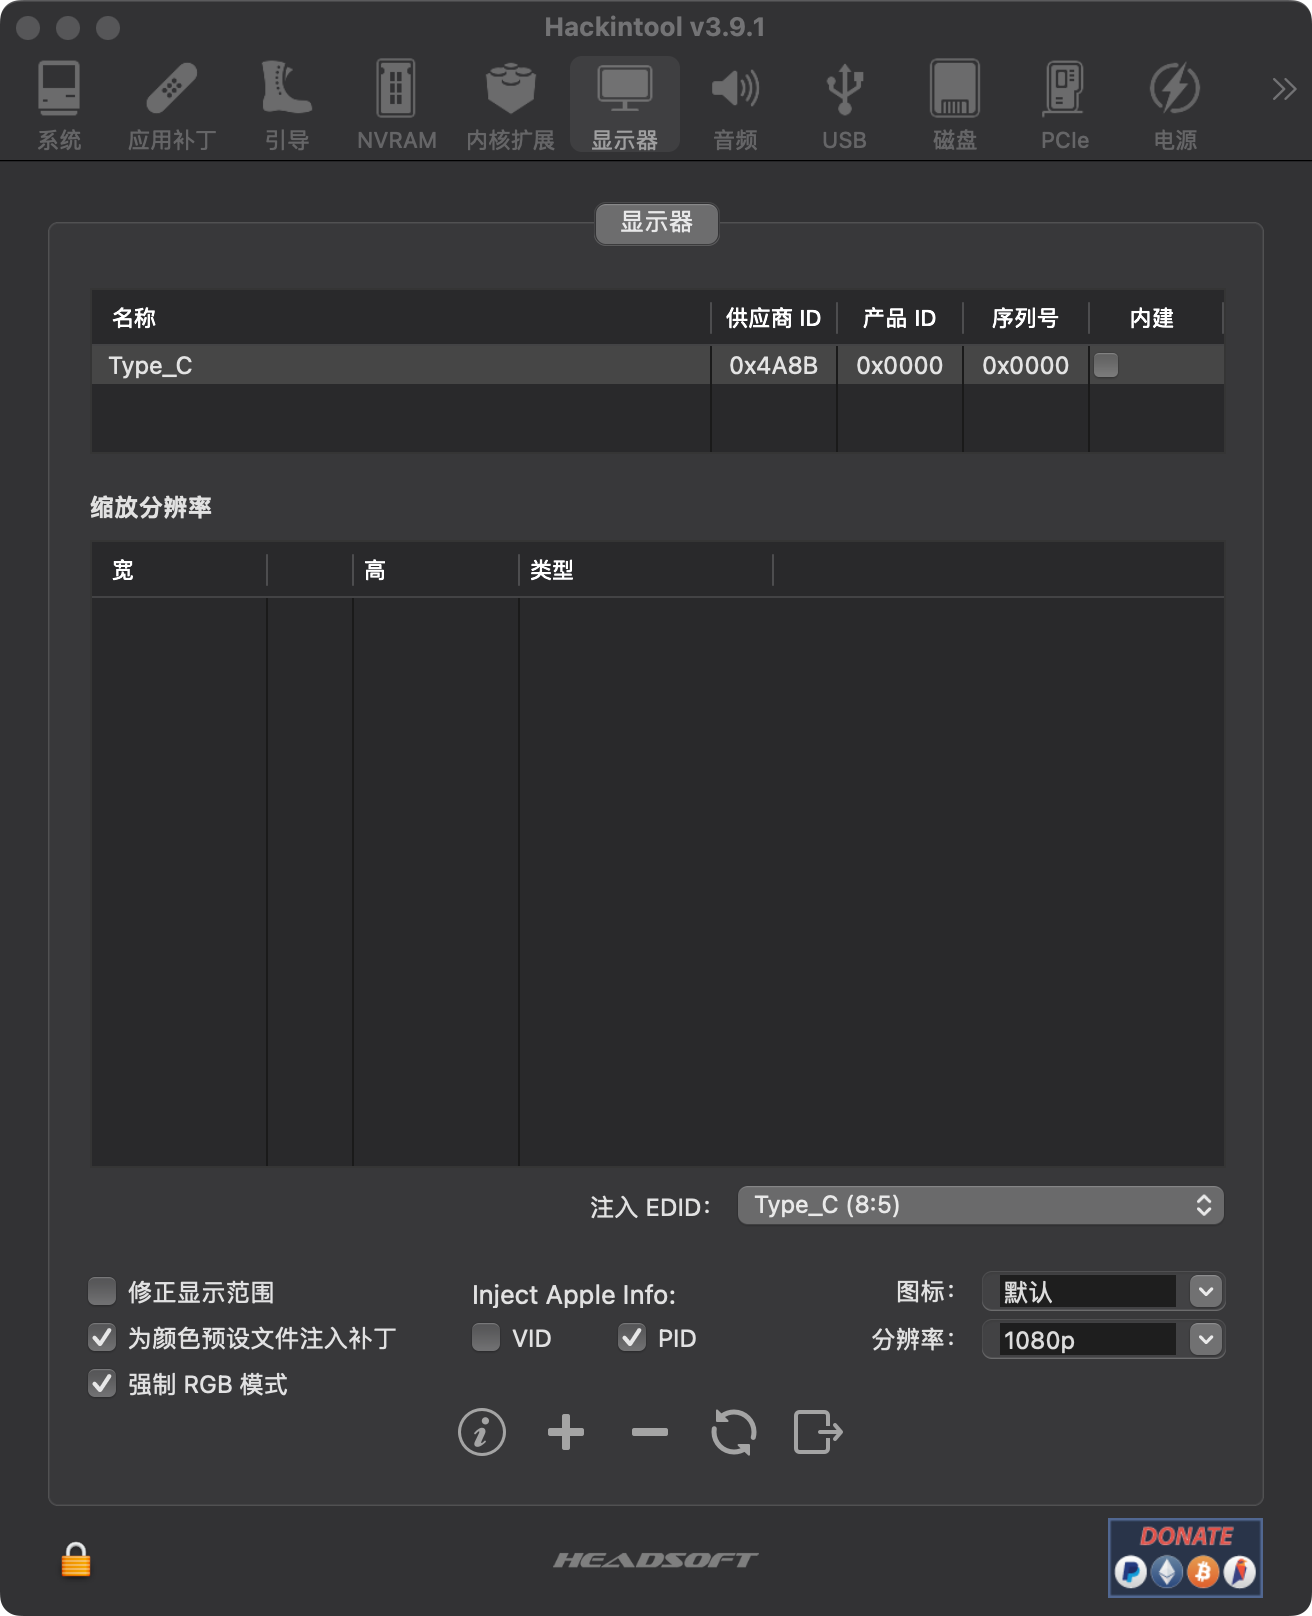 Hackintool v3.9.1
系统 应用补丁 引导 NVRAM 内核扩展 显示器 音频 USB 磁盘 PCIe 电源
显示器
名称 供应商 ID 产品 ID 序列号 内建
Type_C 0x4A8B 0x0000 0x0000
缩放分辨率
宽 高 类型
注入 EDID: Type_C (8:5)
修正显示范围 Inject Apple Info: 图标: 默认
为颜色预设文件注入补丁 VID PID 分辨率: 1080p
强制 RGB 模式
HEADSOFT
DONATE